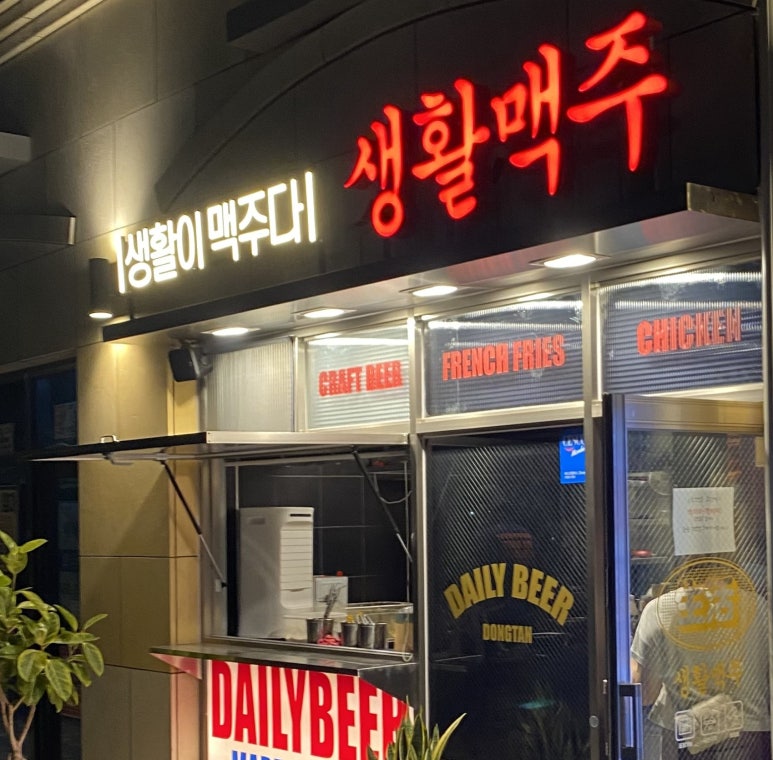 생활맥주
|생활이 맥주다|
CRAFT BEER
FRENCH FRIES
CHICKEN
DAILY BEER
DONGTAN
생활맥주
DAILYBEER